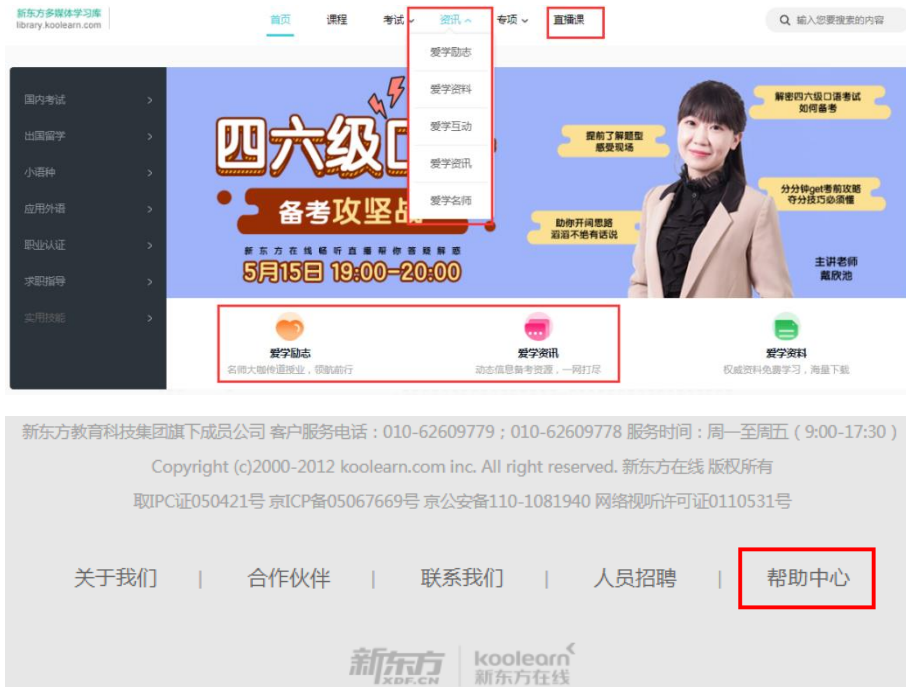 新东方多媒体学习库
library.koolearn.com
首页 课程 考试 资讯 专项 直播课
输入您要搜索的内容
爱学励志
爱学资料
爱学互动
爱学资讯
爱学名师
国内考试
出国留学
小语种
应用外语
职业认证
求职指导
实用技能
四六级口
备考攻坚战
新东方在线畅听直播帮你答疑解惑
5月15日 19:00-20:00
提前了解题型
感受现场
助你开阔思路
滔滔不绝有话说
解密四六级口语考试
如何备考
分分钟get考前攻略
夺分技巧必须懂
主讲老师
戴欣池
爱学励志
名师大咖传道授业，领航前行
爱学资讯
动态信息备考资源，一网打尽
爱学资料
权威资料免费学习，海量下载
新东方教育科技集团旗下成员公司 客户服务电话：010-62609779；010-62609778 服务时间：周一至周五（9:00-17:30）
Copyright (c)2000-2012 koolearn.com inc. All right reserved. 新东方在线 版权所有
取IPC证050421号 京ICP备05067669号 京公安备110-1081940 网络视听许可证0110531号
关于我们 | 合作伙伴 | 联系我们 | 人员招聘 | 帮助中心
新东方
XDF.CN
koolearn
新东方在线